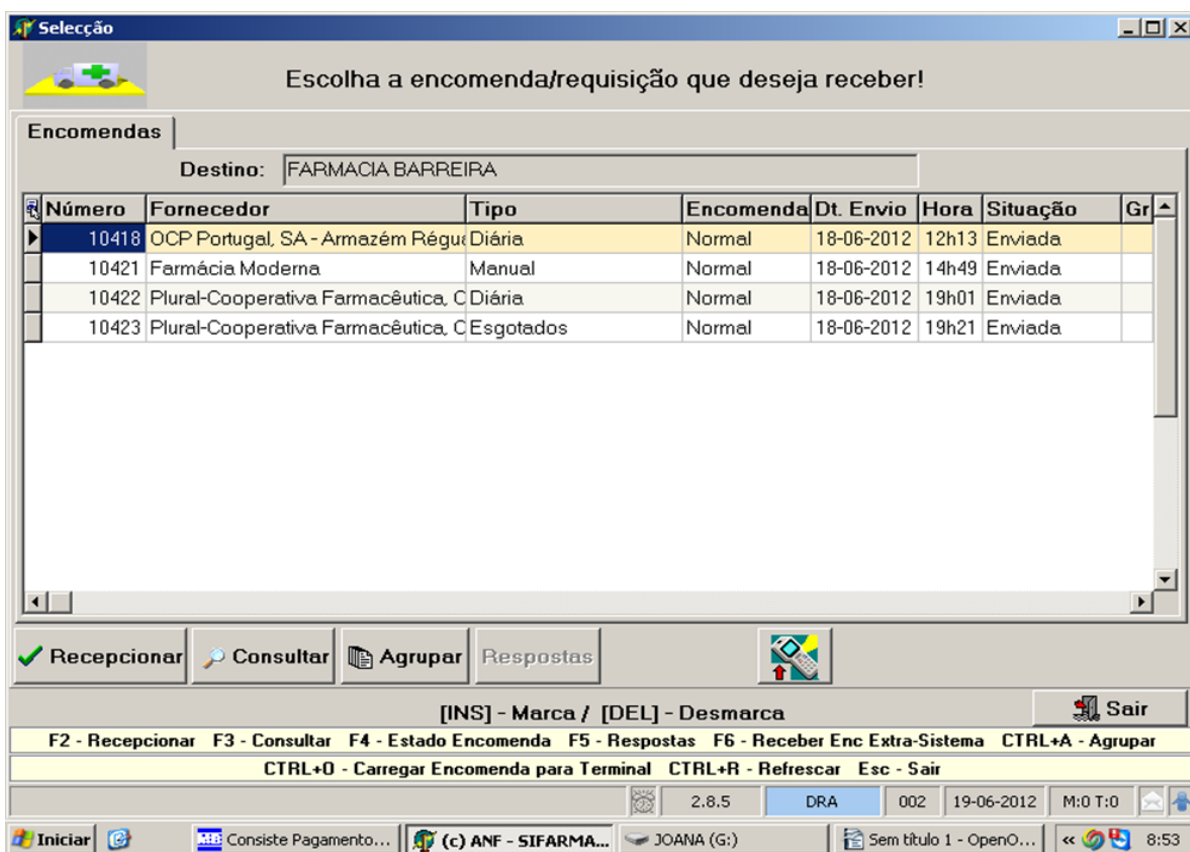 Selecção
Escolha a encomenda/requisição que deseja receber!
Encomendas
Destino: FARMACIA BARREIRA
Número Fornecedor Tipo Encomenda Dt. Envio Hora Situação Gr
10418 OCP Portugal, SA - Armazém Régua Diária Normal 18-06-2012 12h13 Enviada
10421 Farmácia Moderna Manual Normal 18-06-2012 14h49 Enviada
10422 Plural-Cooperativa Farmacêutica, C Diária Normal 18-06-2012 19h01 Enviada
10423 Plural-Cooperativa Farmacêutica, C Esgotados Normal 18-06-2012 19h21 Enviada
Recepcionar Consultar Agrupar Respostas
[INS] - Marca / [DEL] - Desmarca Sair
F2 - Recepcionar F3 - Consultar F4 - Estado Encomenda F5 - Respostas F6 - Receber Enc Extra-Sistema CTRL+A - Agrupar
CTRL+O - Carregar Encomenda para Terminal CTRL+R - Refrescar Esc - Sair
2.8.5 DRA 002 19-06-2012 M:0 T:0
Iniciar Consiste Pagamento... (c) ANF - SIFARMA... JOANA (G:) Sem título 1 - OpenO... « 8:53